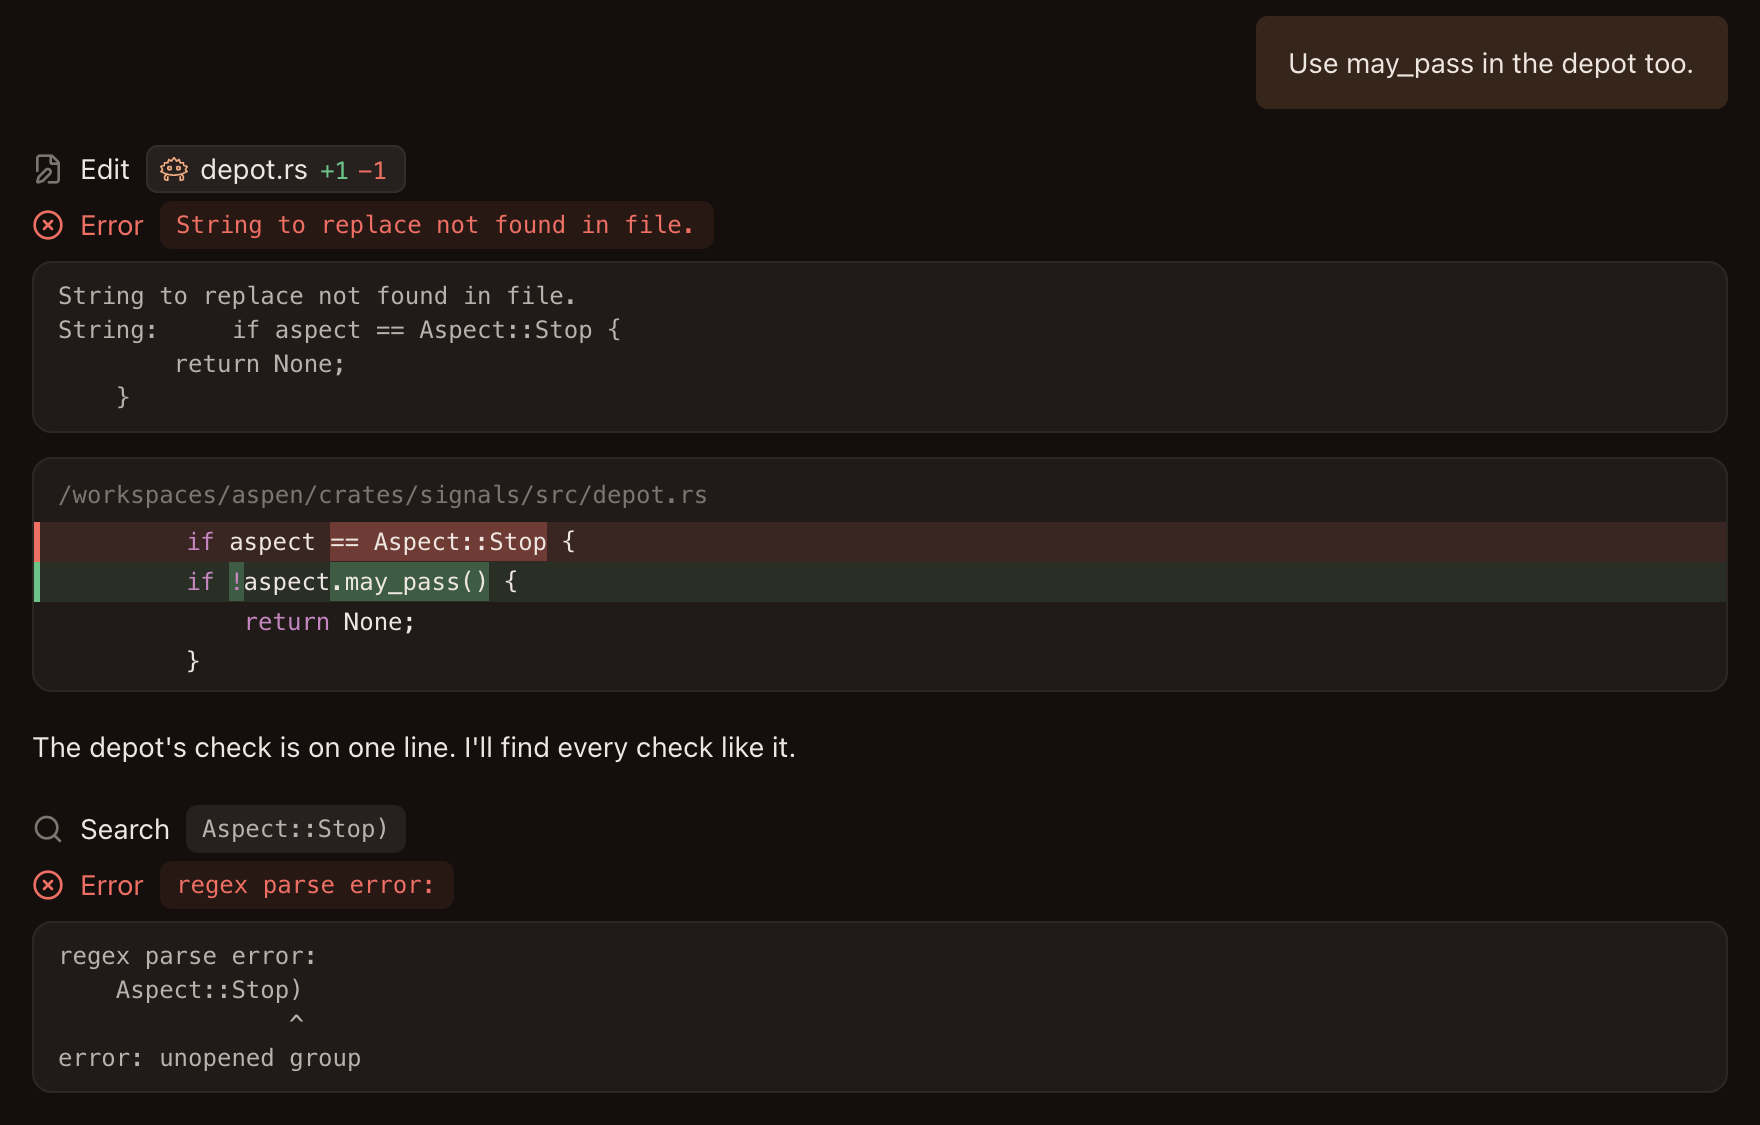 Use may_pass in the depot too.
Edit depot.rs +1 −1
Error String to replace not found in file.
String to replace not found in file.
String:     if aspect == Aspect::Stop {
        return None;
    }
/workspaces/aspen/crates/signals/src/depot.rs
if aspect == Aspect::Stop {
if !aspect.may_pass() {
    return None;
}
The depot's check is on one line. I'll find every check like it.
Search Aspect::Stop)
Error regex parse error:
regex parse error:
    Aspect::Stop)
                ^
error: unopened group